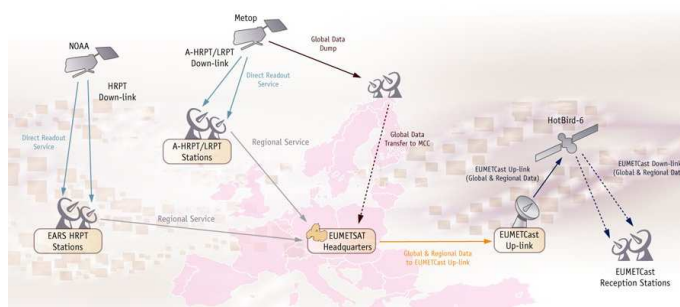 Metop
NOAA
A-HRPT/LRPT
Down-link
Global Data
Dump
HRPT
Down-link
Direct Readout
Service
HotBird-6
Direct Readout
Service
A-HRPT/LRPT
Stations
Regional Service
Global Data
Transfer to MCC
EUMETCast Up-link
(Global & Regional Data)
EUMETCast Down-link
(Global & Regional Dat
Regional Service
EARS HRPT
Stations
EUMETSAT
Headquarters
Global & Regional Data
to EUMETCast Up-link
EUMETCast
Up-link
EUMETCast
Reception Stations